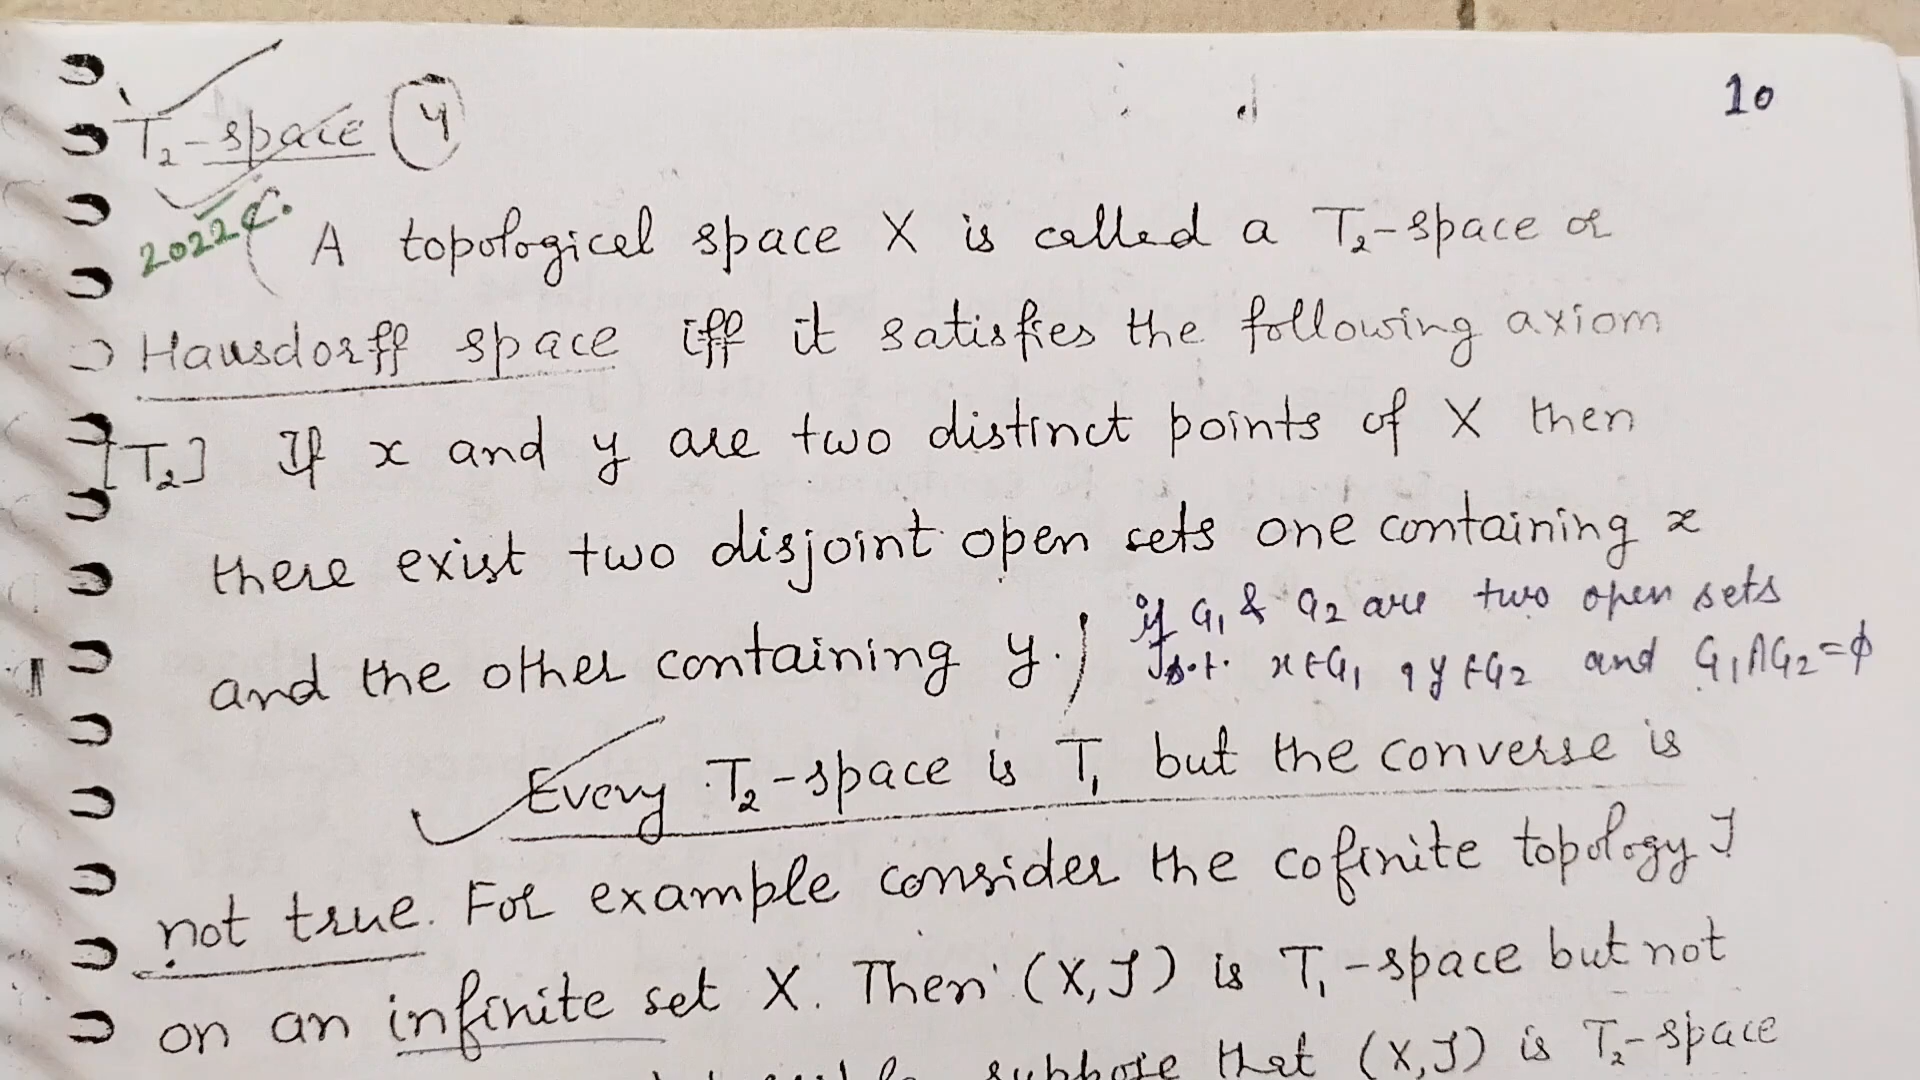 10
T₂-space 4
2022 C.
A topological space X is called a T₂-space or
Hausdorff space iff it satisfies the following axiom
[T₂] If x and y are two distinct points of X then
there exist two disjoint open sets one containing x
and the other containing y.
if G₁ & G₂ are two open sets
s.t. x∈G₁, y∈G₂ and G₁∩G₂=ϕ
Every T₂-space is T₁ but the converse is
not true. For example consider the cofinite topology J
on an infinite set X. Then (X,J) is T₁-space but not
suppose that (X,J) is T₂-space